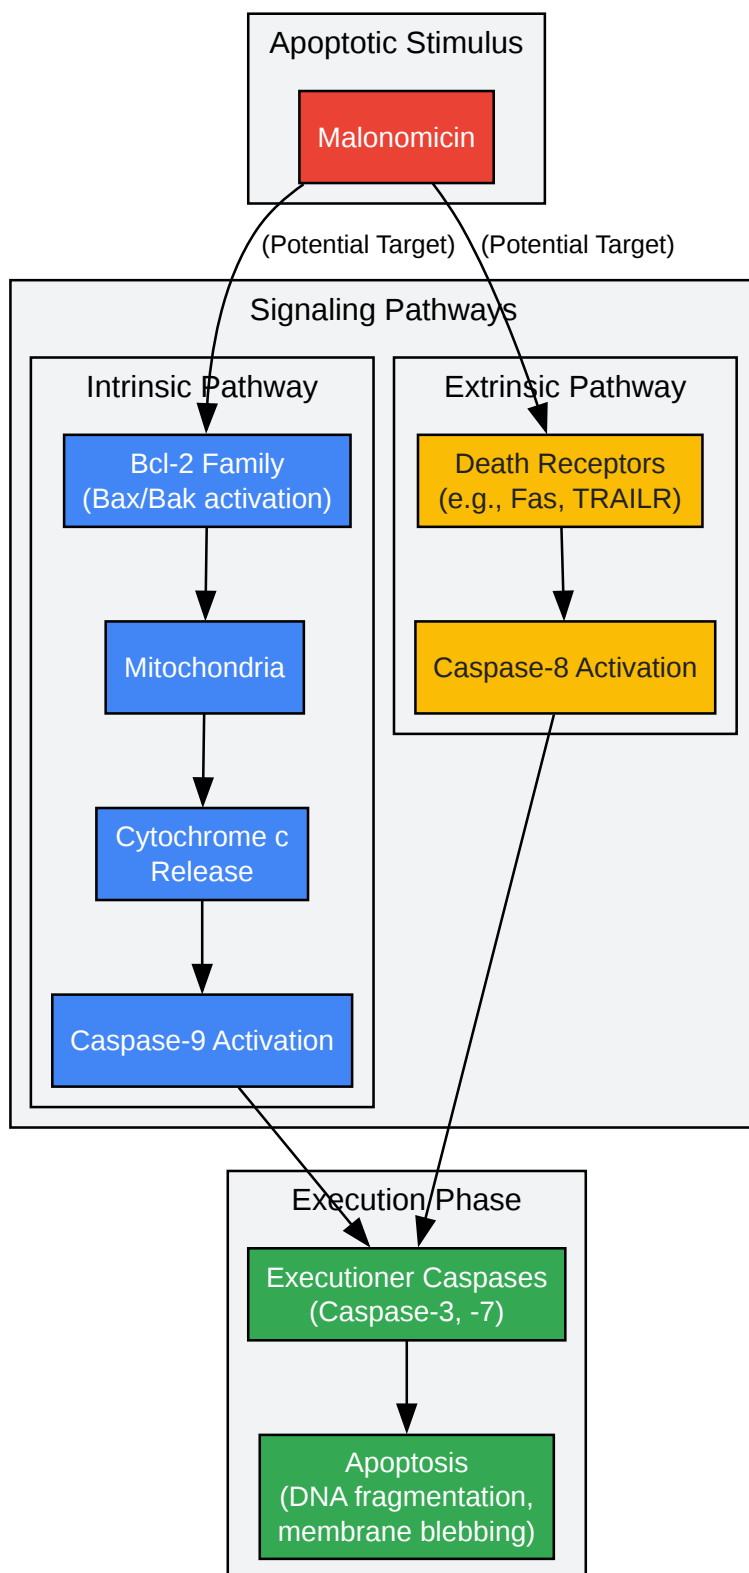 Apoptotic Stimulus
Malonomicin
(Potential Target)
(Potential Target)
Signaling Pathways
Intrinsic Pathway
Bcl-2 Family
(Bax/Bak activation)
Mitochondria
Cytochrome c
Release
Caspase-9 Activation
Extrinsic Pathway
Death Receptors
(e.g., Fas, TRAILR)
Caspase-8 Activation
Execution Phase
Executioner Caspases
(Caspase-3, -7)
Apoptosis
(DNA fragmentation,
membrane blebbing)